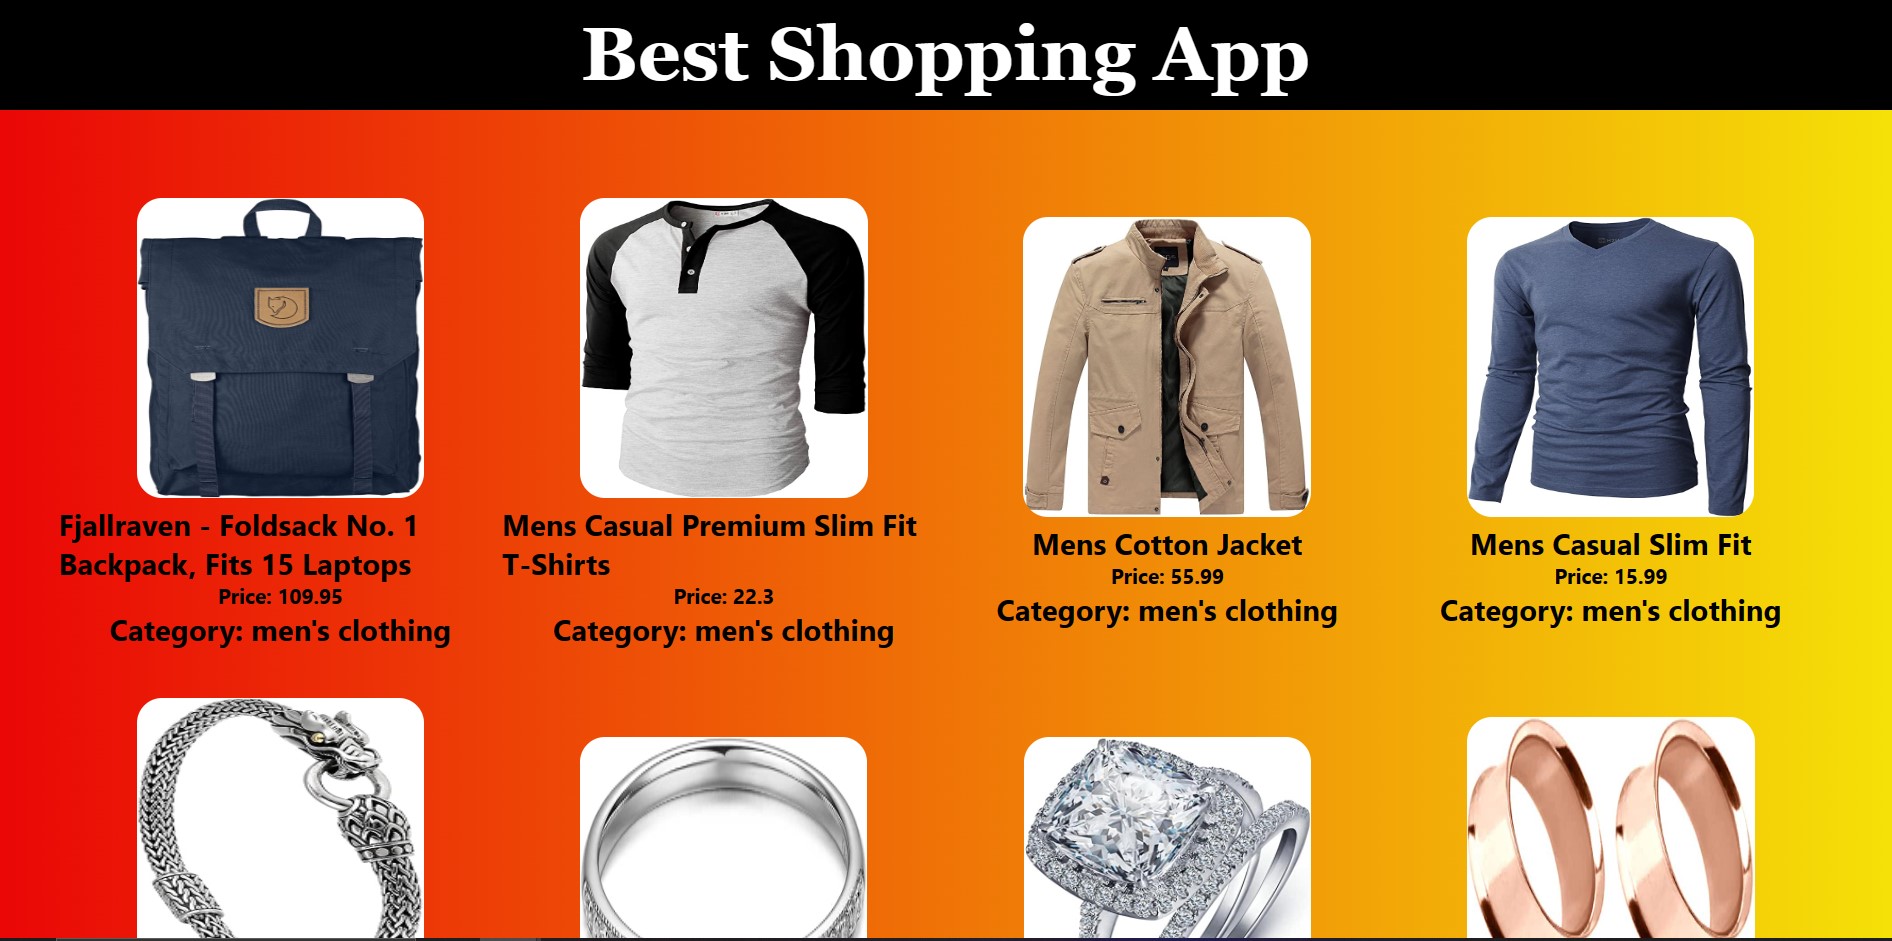 Best Shopping App
Fjallraven - Foldsack No. 1
Backpack, Fits 15 Laptops
Price: 109.95
Category: men's clothing
Mens Casual Premium Slim Fit
T-Shirts
Price: 22.3
Category: men's clothing
Mens Cotton Jacket
Price: 55.99
Category: men's clothing
Mens Casual Slim Fit
Price: 15.99
Category: men's clothing